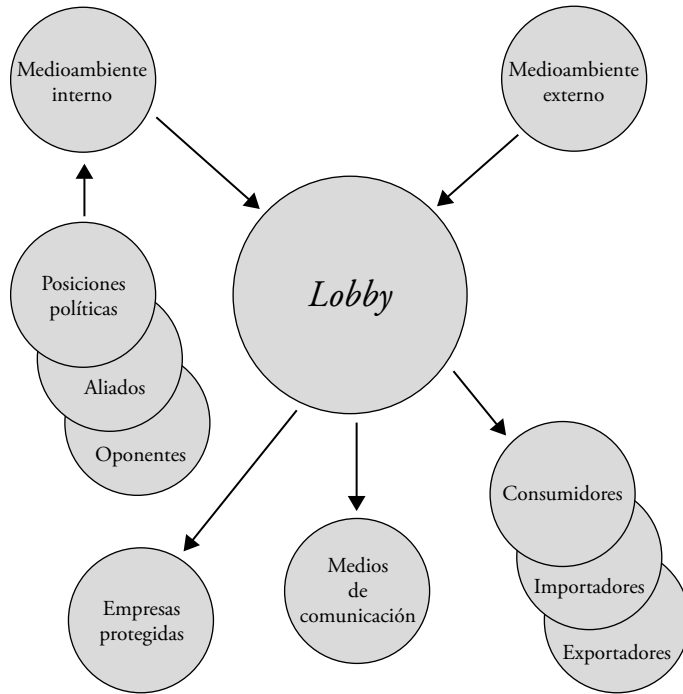 Medioambiente
interno
Medioambiente
externo
Posiciones
políticas
Aliados
Oponentes
Lobby
Empresas
protegidas
Medios
de
comunicación
Consumidores
Importadores
Exportadores